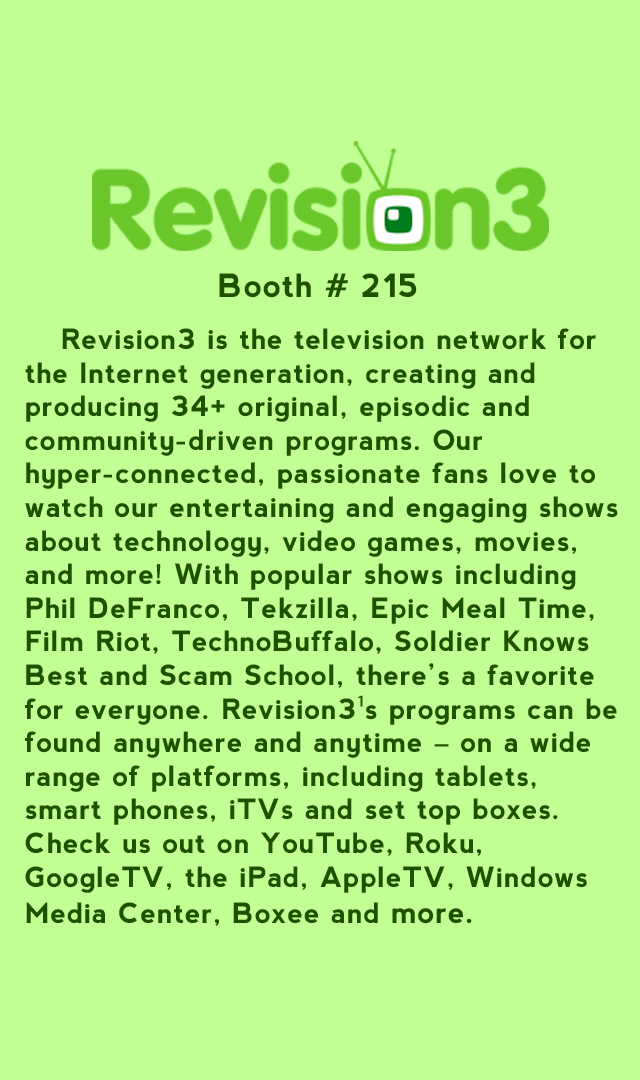 Revision3
Booth # 215
Revision3 is the television network for
the Internet generation, creating and
producing 34+ original, episodic and
community-driven programs. Our
hyper-connected, passionate fans love to
watch our entertaining and engaging shows
about technology, video games, movies,
and more! With popular shows including
Phil DeFranco, Tekzilla, Epic Meal Time,
Film Riot, TechnoBuffalo, Soldier Knows
Best and Scam School, there’s a favorite
for everyone. Revision3¹s programs can be
found anywhere and anytime – on a wide
range of platforms, including tablets,
smart phones, iTVs and set top boxes.
Check us out on YouTube, Roku,
GoogleTV, the iPad, AppleTV, Windows
Media Center, Boxee and more.